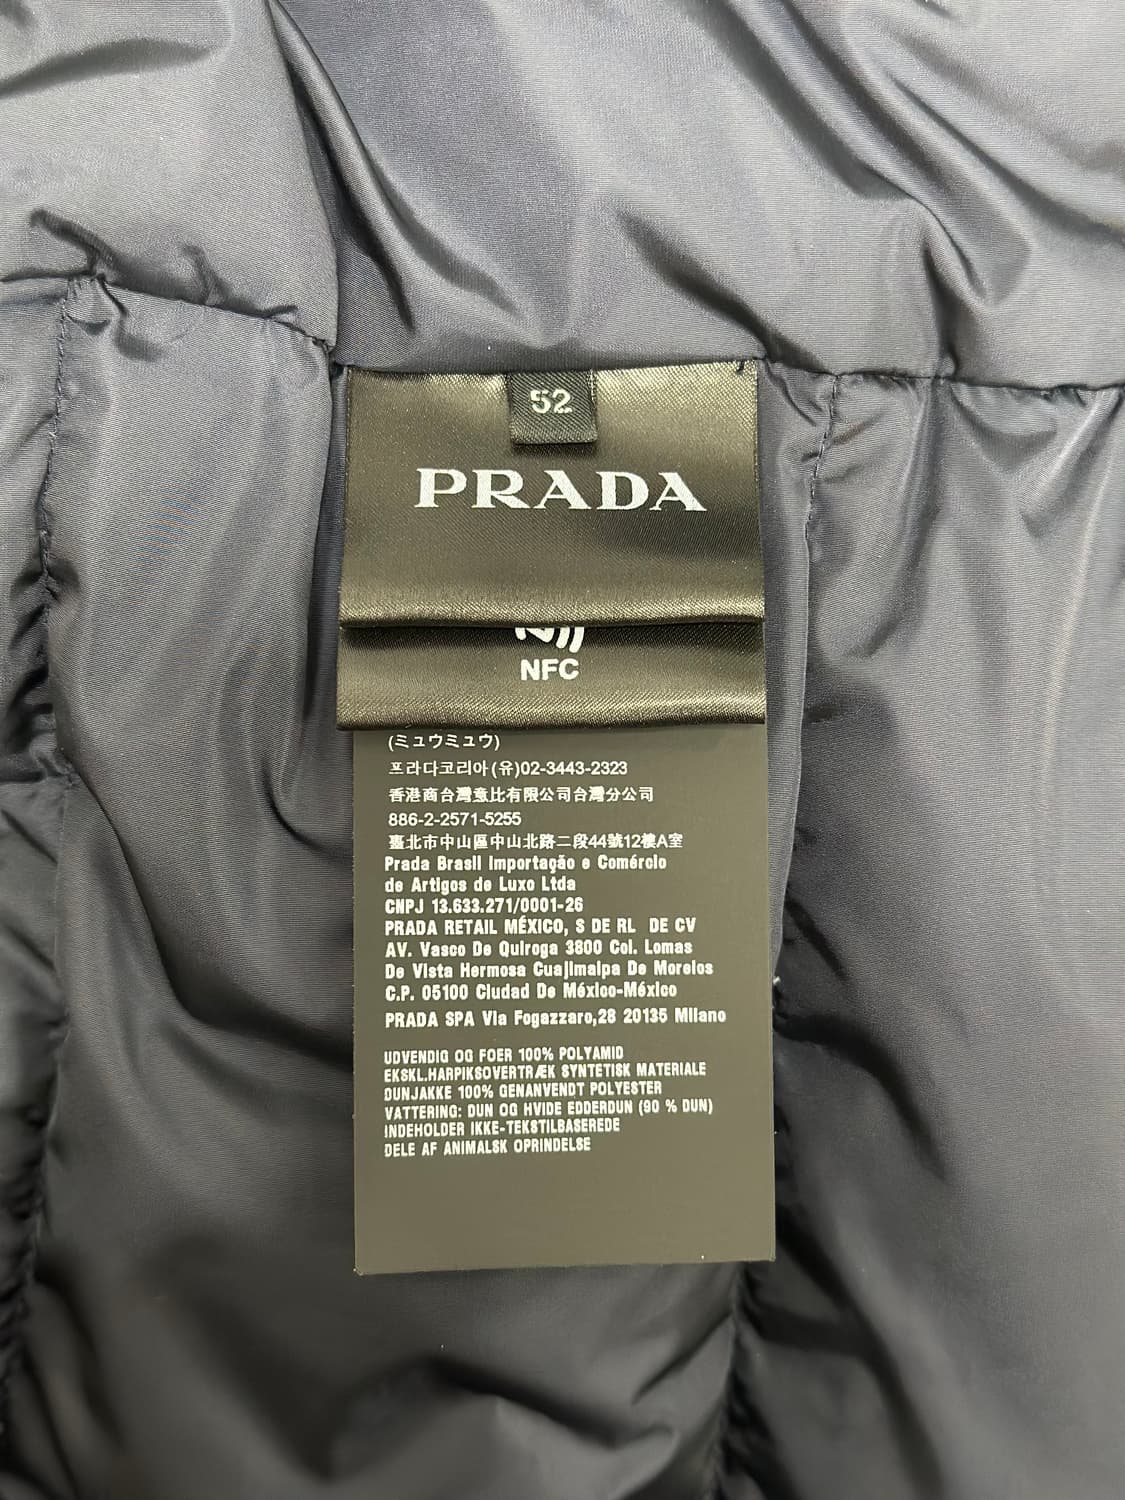 52
PRADA
NFC
(ミュウミュウ)
프라다코리아(유)02-3443-2323
香港商台灣意比有限公司台灣分公司
886-2-2571-5255
臺北市中山區中山北路二段44號12樓A室
Prada Brasil Importação e Comércio
de Artigos de Luxo Ltda
CNPJ 13.633.271/0001-26
PRADA RETAIL MÉXICO, S DE RL DE CV
AV. Vasco De Quiroga 3800 Col. Lomas
De Vista Hermosa Cuajimalpa De Morelos
C.P. 05100 Ciudad De México-México
PRADA SPA Via Fogazzaro,28 20135 Milano
UDVENDIG OG FOER 100% POLYAMID
EKSKL.HARPIKSOVERTRÆK SYNTETISK MATERIALE
DUNJAKKE 100% GENANVENDT POLYESTER
VATTERING: DUN OG HVIDE EDDERDUN (90 % DUN)
INDEHOLDER IKKE-TEKSTILBASEREDE
DELE AF ANIMALSK OPRINDELSE